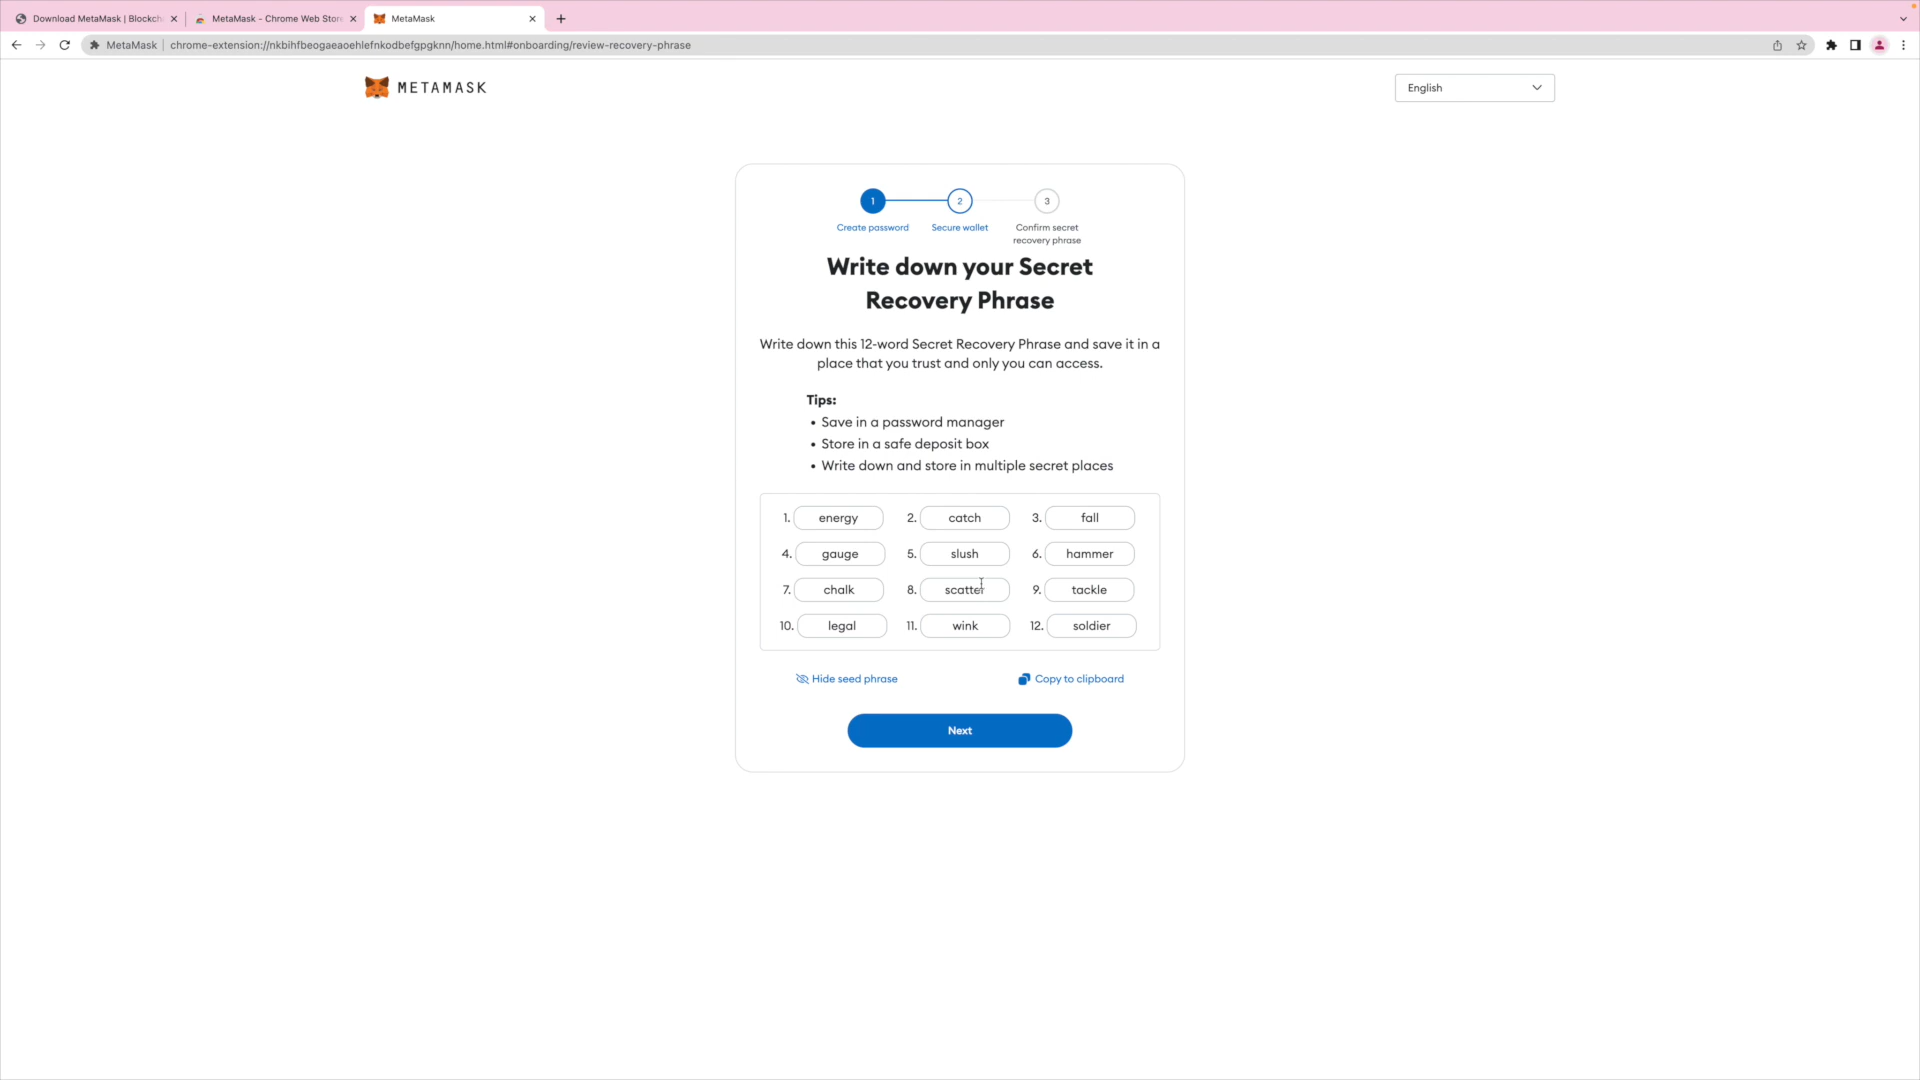 Download MetaMask | Blockch
MetaMask - Chrome Web Store
MetaMask
MetaMask
chrome-extension://nkbihfbeogaeaoehlefnkodbefgpgknn/home.html#onboarding/review-recovery-phrase
METAMASK
English
1
2
3
Create password
Secure wallet
Confirm secret
recovery phrase
Write down your Secret
Recovery Phrase
Write down this 12-word Secret Recovery Phrase and save it in a
place that you trust and only you can access.
Tips:
• Save in a password manager
• Store in a safe deposit box
• Write down and store in multiple secret places
1. energy 2. catch 3. fall
4. gauge 5. slush 6. hammer
7. chalk 8. scatter 9. tackle
10. legal 11. wink 12. soldier
Hide seed phrase
Copy to clipboard
Next